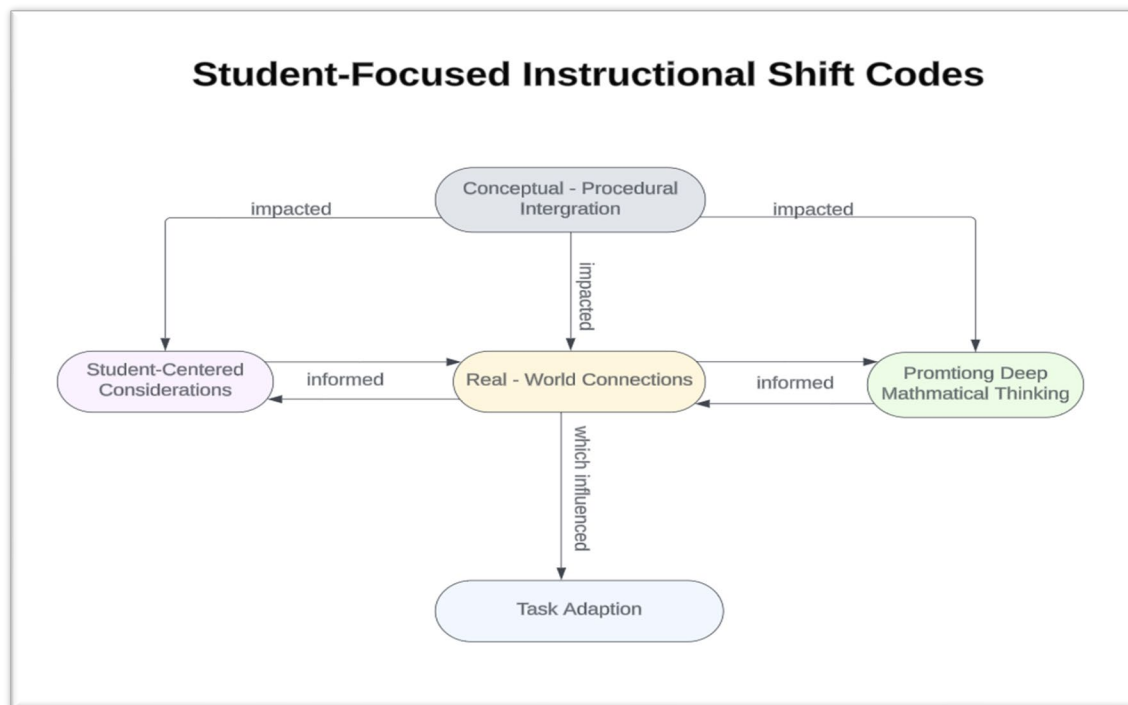 Student-Focused Instructional Shift Codes
Conceptual - Procedural
Intergration
impacted
impacted
impacted
Student-Centered
Considerations
informed
Real - World Connections
informed
Promtiong Deep
Mathmatical Thinking
which influenced
Task Adaption